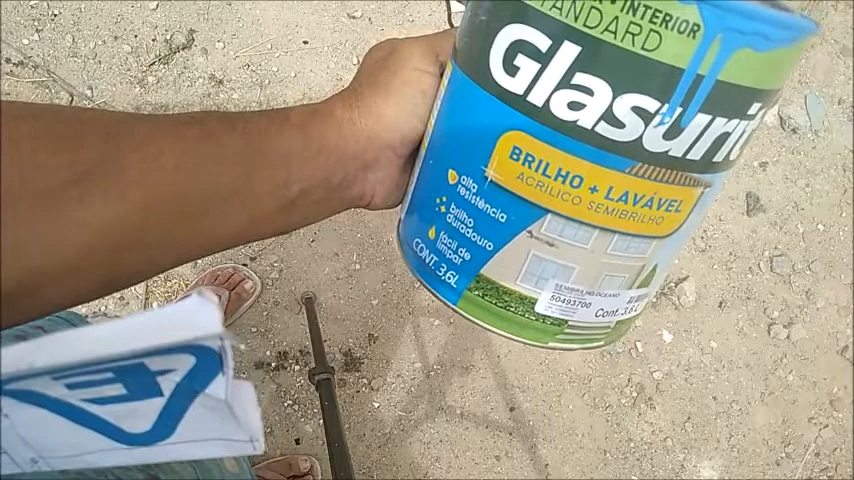 INTERIOR
STANDARD
Glasurit
BRILHO + LAVÁVEL
ACRÍLICO SEMIBRILHO
alta
resistência
brilho
duradouro
fácil de
limpar
CONT. 3,6L
SEMIBRILHO OCEANO
50493700
Cont. 3,6L